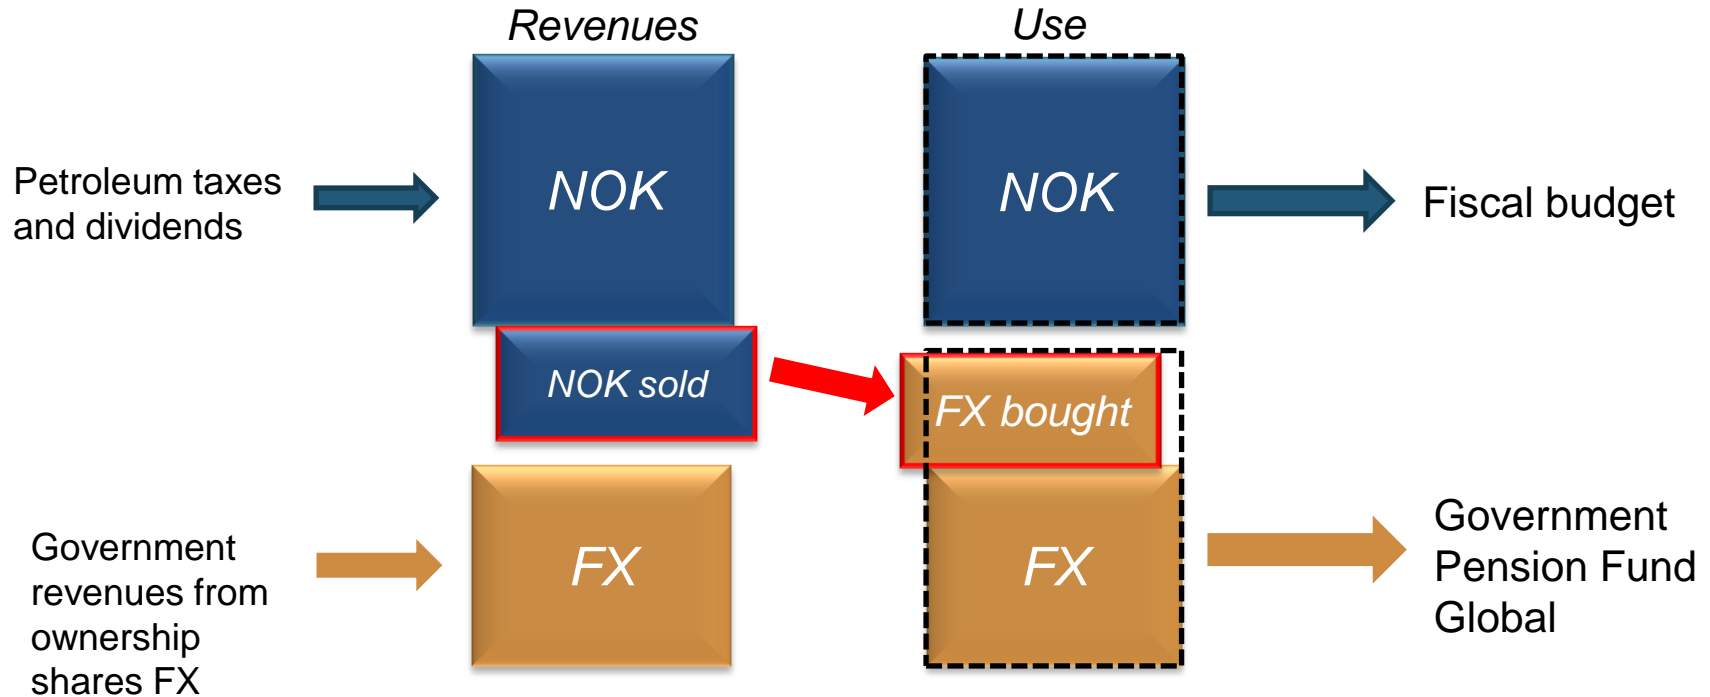 Revenues
Use
Petroleum taxes
and dividends
NOK
NOK
Fiscal budget
NOK sold
FX bought
Government
revenues from
ownership
shares FX
FX
FX
Government
Pension Fund
Global